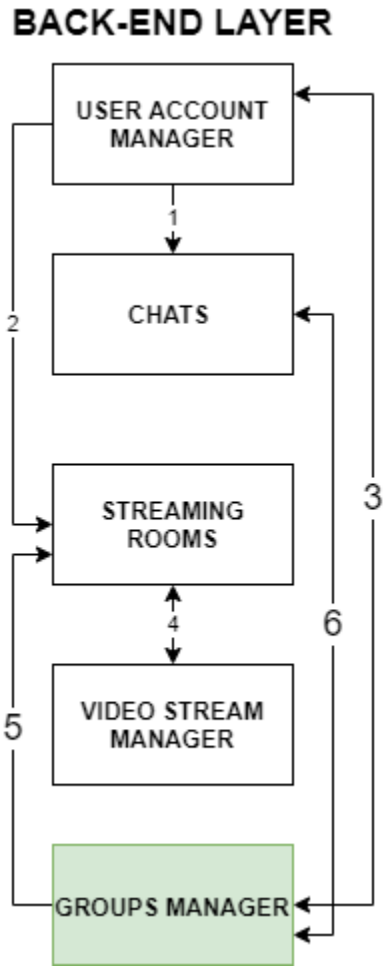 BACK-END LAYER
USER ACCOUNT
MANAGER
1
CHATS
2
3
STREAMING
ROOMS
4
6
VIDEO STREAM
MANAGER
5
GROUPS MANAGER